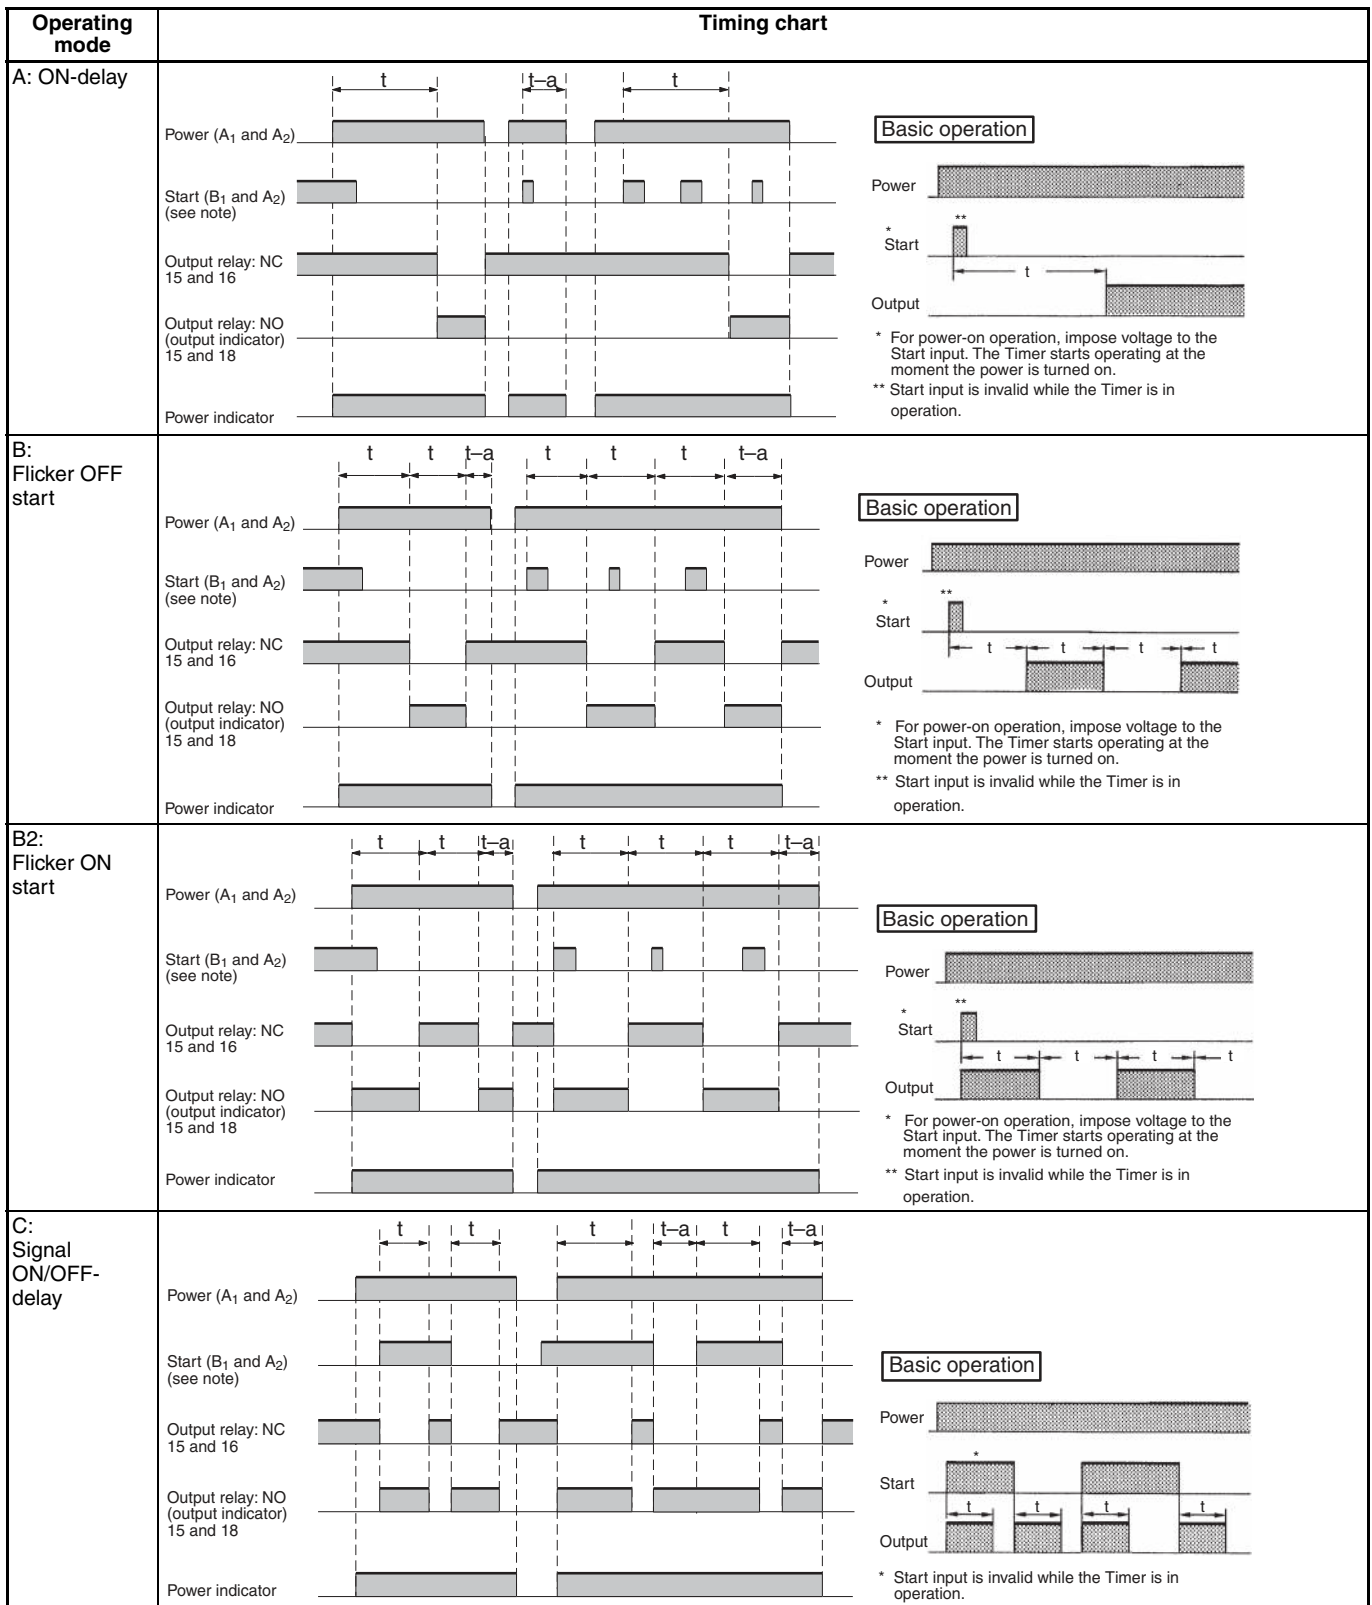 Operating mode
Timing chart
A: ON-delay
t
t–a
t
Power (A₁ and A₂)
Start (B₁ and A₂)
(see note)
Output relay: NC
15 and 16
Output relay: NO
(output indicator)
15 and 18
Power indicator
Basic operation
Power
**
*
Start
t
Output
* For power-on operation, impose voltage to the
Start input. The Timer starts operating at the
moment the power is turned on.
** Start input is invalid while the Timer is in
operation.
B:
Flicker OFF
start
t
t
t–a
t
t
t
t–a
Power (A₁ and A₂)
Start (B₁ and A₂)
(see note)
Output relay: NC
15 and 16
Output relay: NO
(output indicator)
15 and 18
Power indicator
Basic operation
Power
**
*
Start
t
t
t
t
Output
* For power-on operation, impose voltage to the
Start input. The Timer starts operating at the
moment the power is turned on.
** Start input is invalid while the Timer is in
operation.
B2:
Flicker ON
start
t
t
t–a
t
t
t
t–a
Power (A₁ and A₂)
Start (B₁ and A₂)
(see note)
Output relay: NC
15 and 16
Output relay: NO
(output indicator)
15 and 18
Power indicator
Basic operation
Power
**
*
Start
t
t
t
t
Output
* For power-on operation, impose voltage to the
Start input. The Timer starts operating at the
moment the power is turned on.
** Start input is invalid while the Timer is in
operation.
C:
Signal
ON/OFF-
delay
t
t
t
t–a
t
t–a
Power (A₁ and A₂)
Start (B₁ and A₂)
(see note)
Output relay: NC
15 and 16
Output relay: NO
(output indicator)
15 and 18
Power indicator
Basic operation
Power
*
Start
t
t
t
t
Output
* Start input is invalid while the Timer is in
operation.